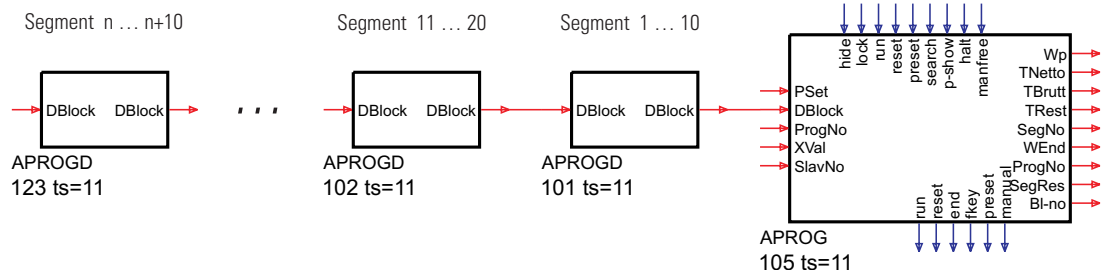 Segment n … n+10
Segment 11 … 20
Segment 1 … 10
hide
lock
run
reset
preset
search
p-show
halt
manfree
DBlock DBlock
DBlock DBlock
DBlock DBlock
PSet
DBlock
ProgNo
XVal
SlavNo
Wp
TNetto
TBrutt
TRest
SegNo
WEnd
ProgNo
SegRes
Bl-no
run
reset
end
fkey
preset
manual
APROGD
123 ts=11
APROGD
102 ts=11
APROGD
101 ts=11
APROG
105 ts=11